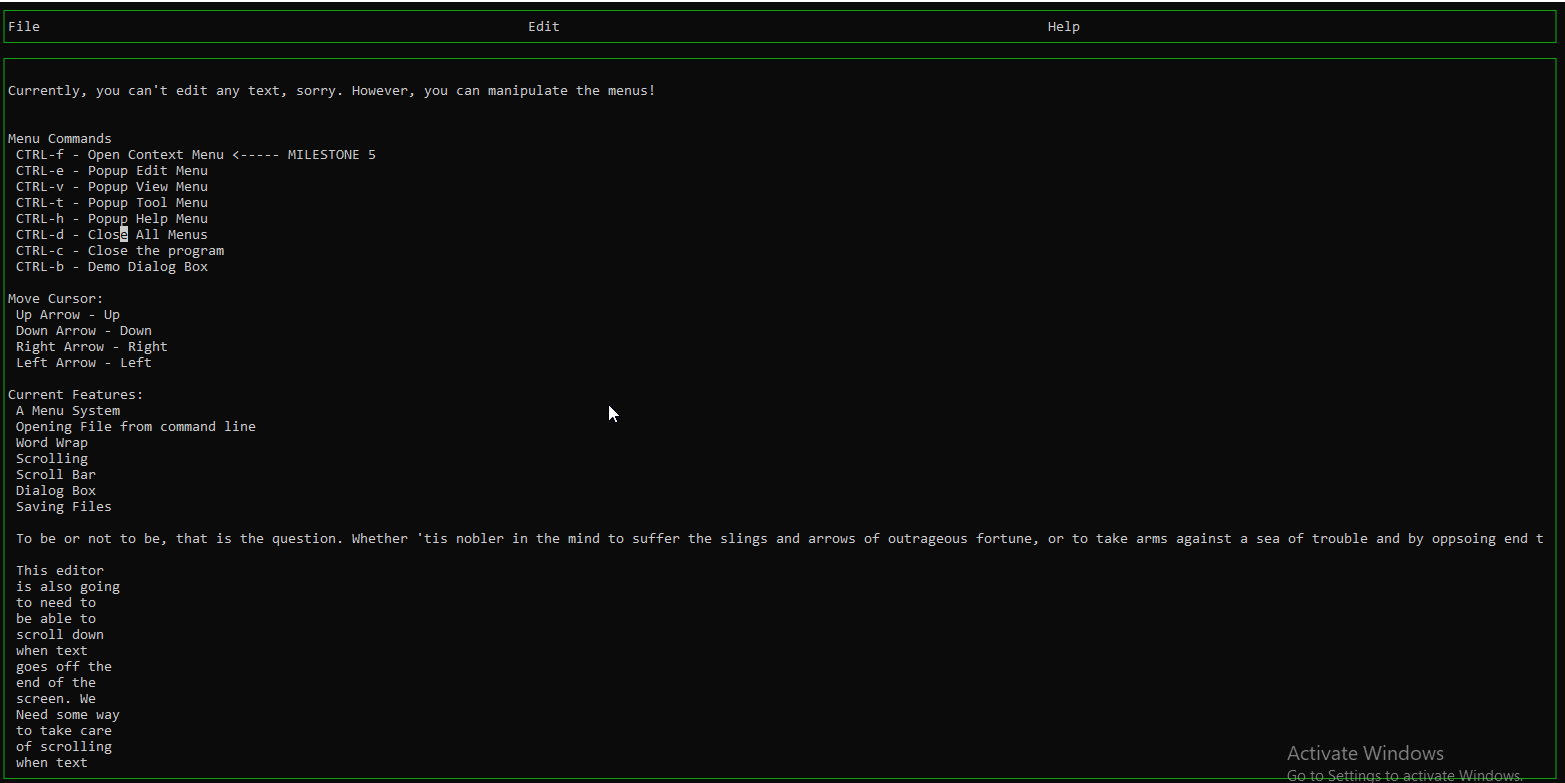 File Edit Help
Currently, you can't edit any text, sorry. However, you can manipulate the menus!
Menu Commands
CTRL-f - Open Context Menu <----- MILESTONE 5
CTRL-e - Popup Edit Menu
CTRL-v - Popup View Menu
CTRL-t - Popup Tool Menu
CTRL-h - Popup Help Menu
CTRL-d - Close All Menus
CTRL-c - Close the program
CTRL-b - Demo Dialog Box
Move Cursor:
Up Arrow - Up
Down Arrow - Down
Right Arrow - Right
Left Arrow - Left
Current Features:
A Menu System
Opening File from command line
Word Wrap
Scrolling
Scroll Bar
Dialog Box
Saving Files
To be or not to be, that is the question. Whether 'tis nobler in the mind to suffer the slings and arrows of outrageous fortune, or to take arms against a sea of trouble and by oppsoing end t
This editor
is also going
to need to
be able to
scroll down
when text
goes off the
end of the
screen. We
Need some way
to take care
of scrolling
when text
Activate Windows
Go to Settings to activate Windows.